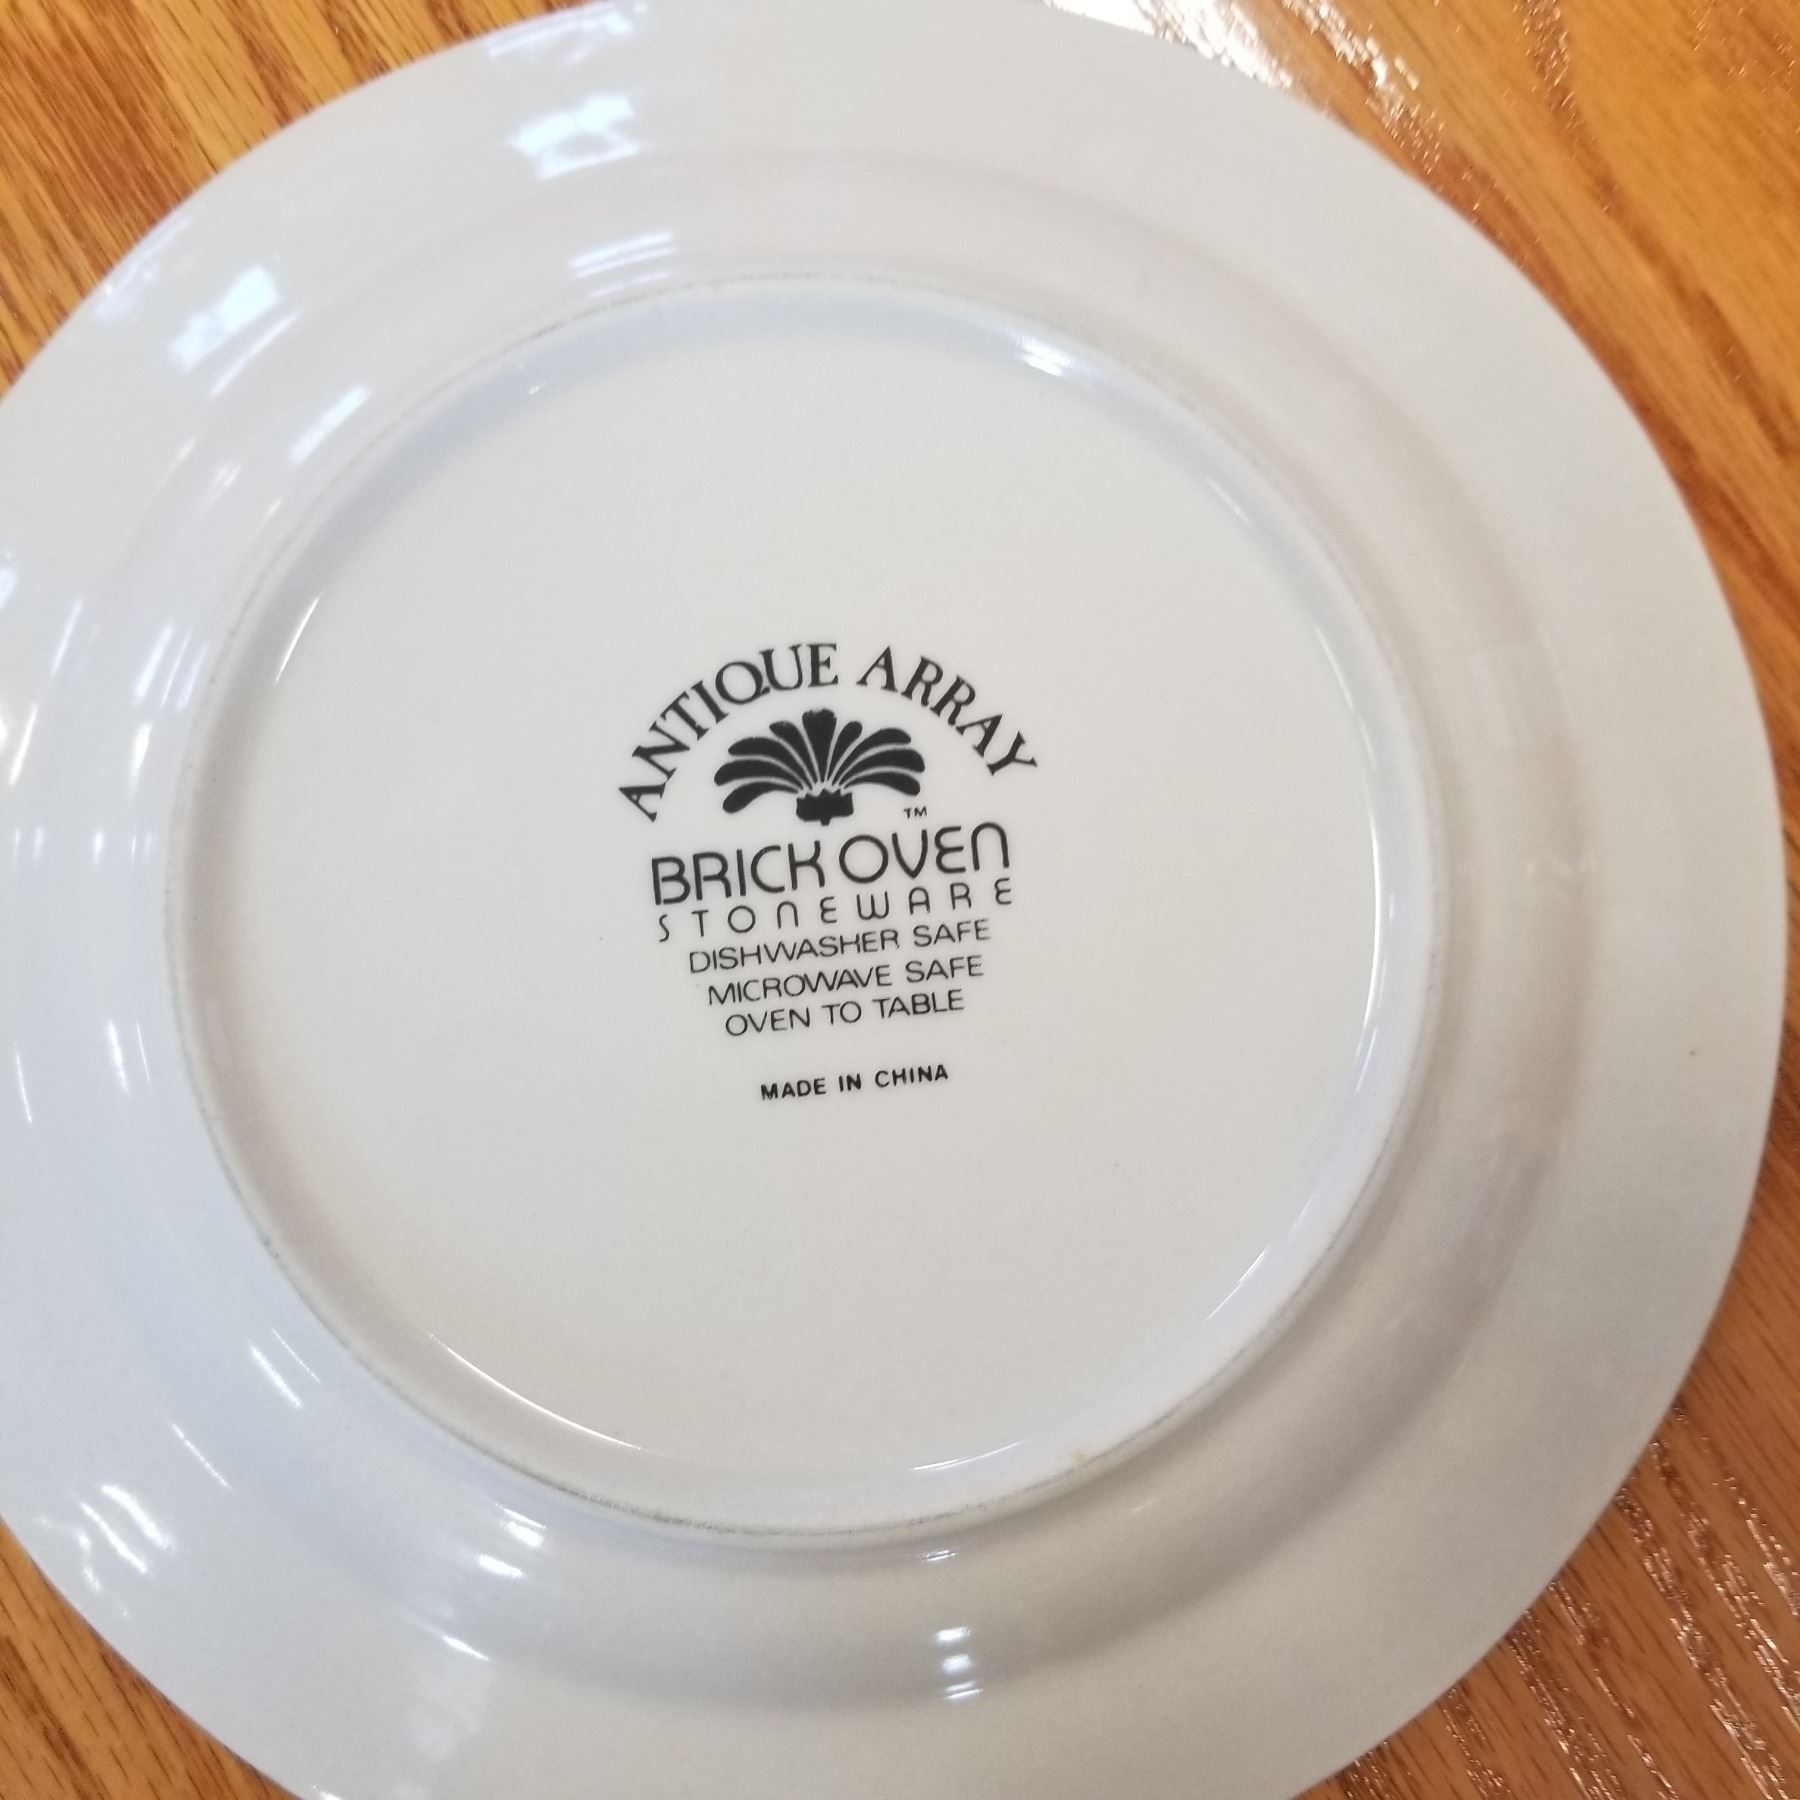 ANTIQUE ARRAY
™
BRICK OVEN
STONEWARE
DISHWASHER SAFE
MICROWAVE SAFE
OVEN TO TABLE
MADE IN CHINA